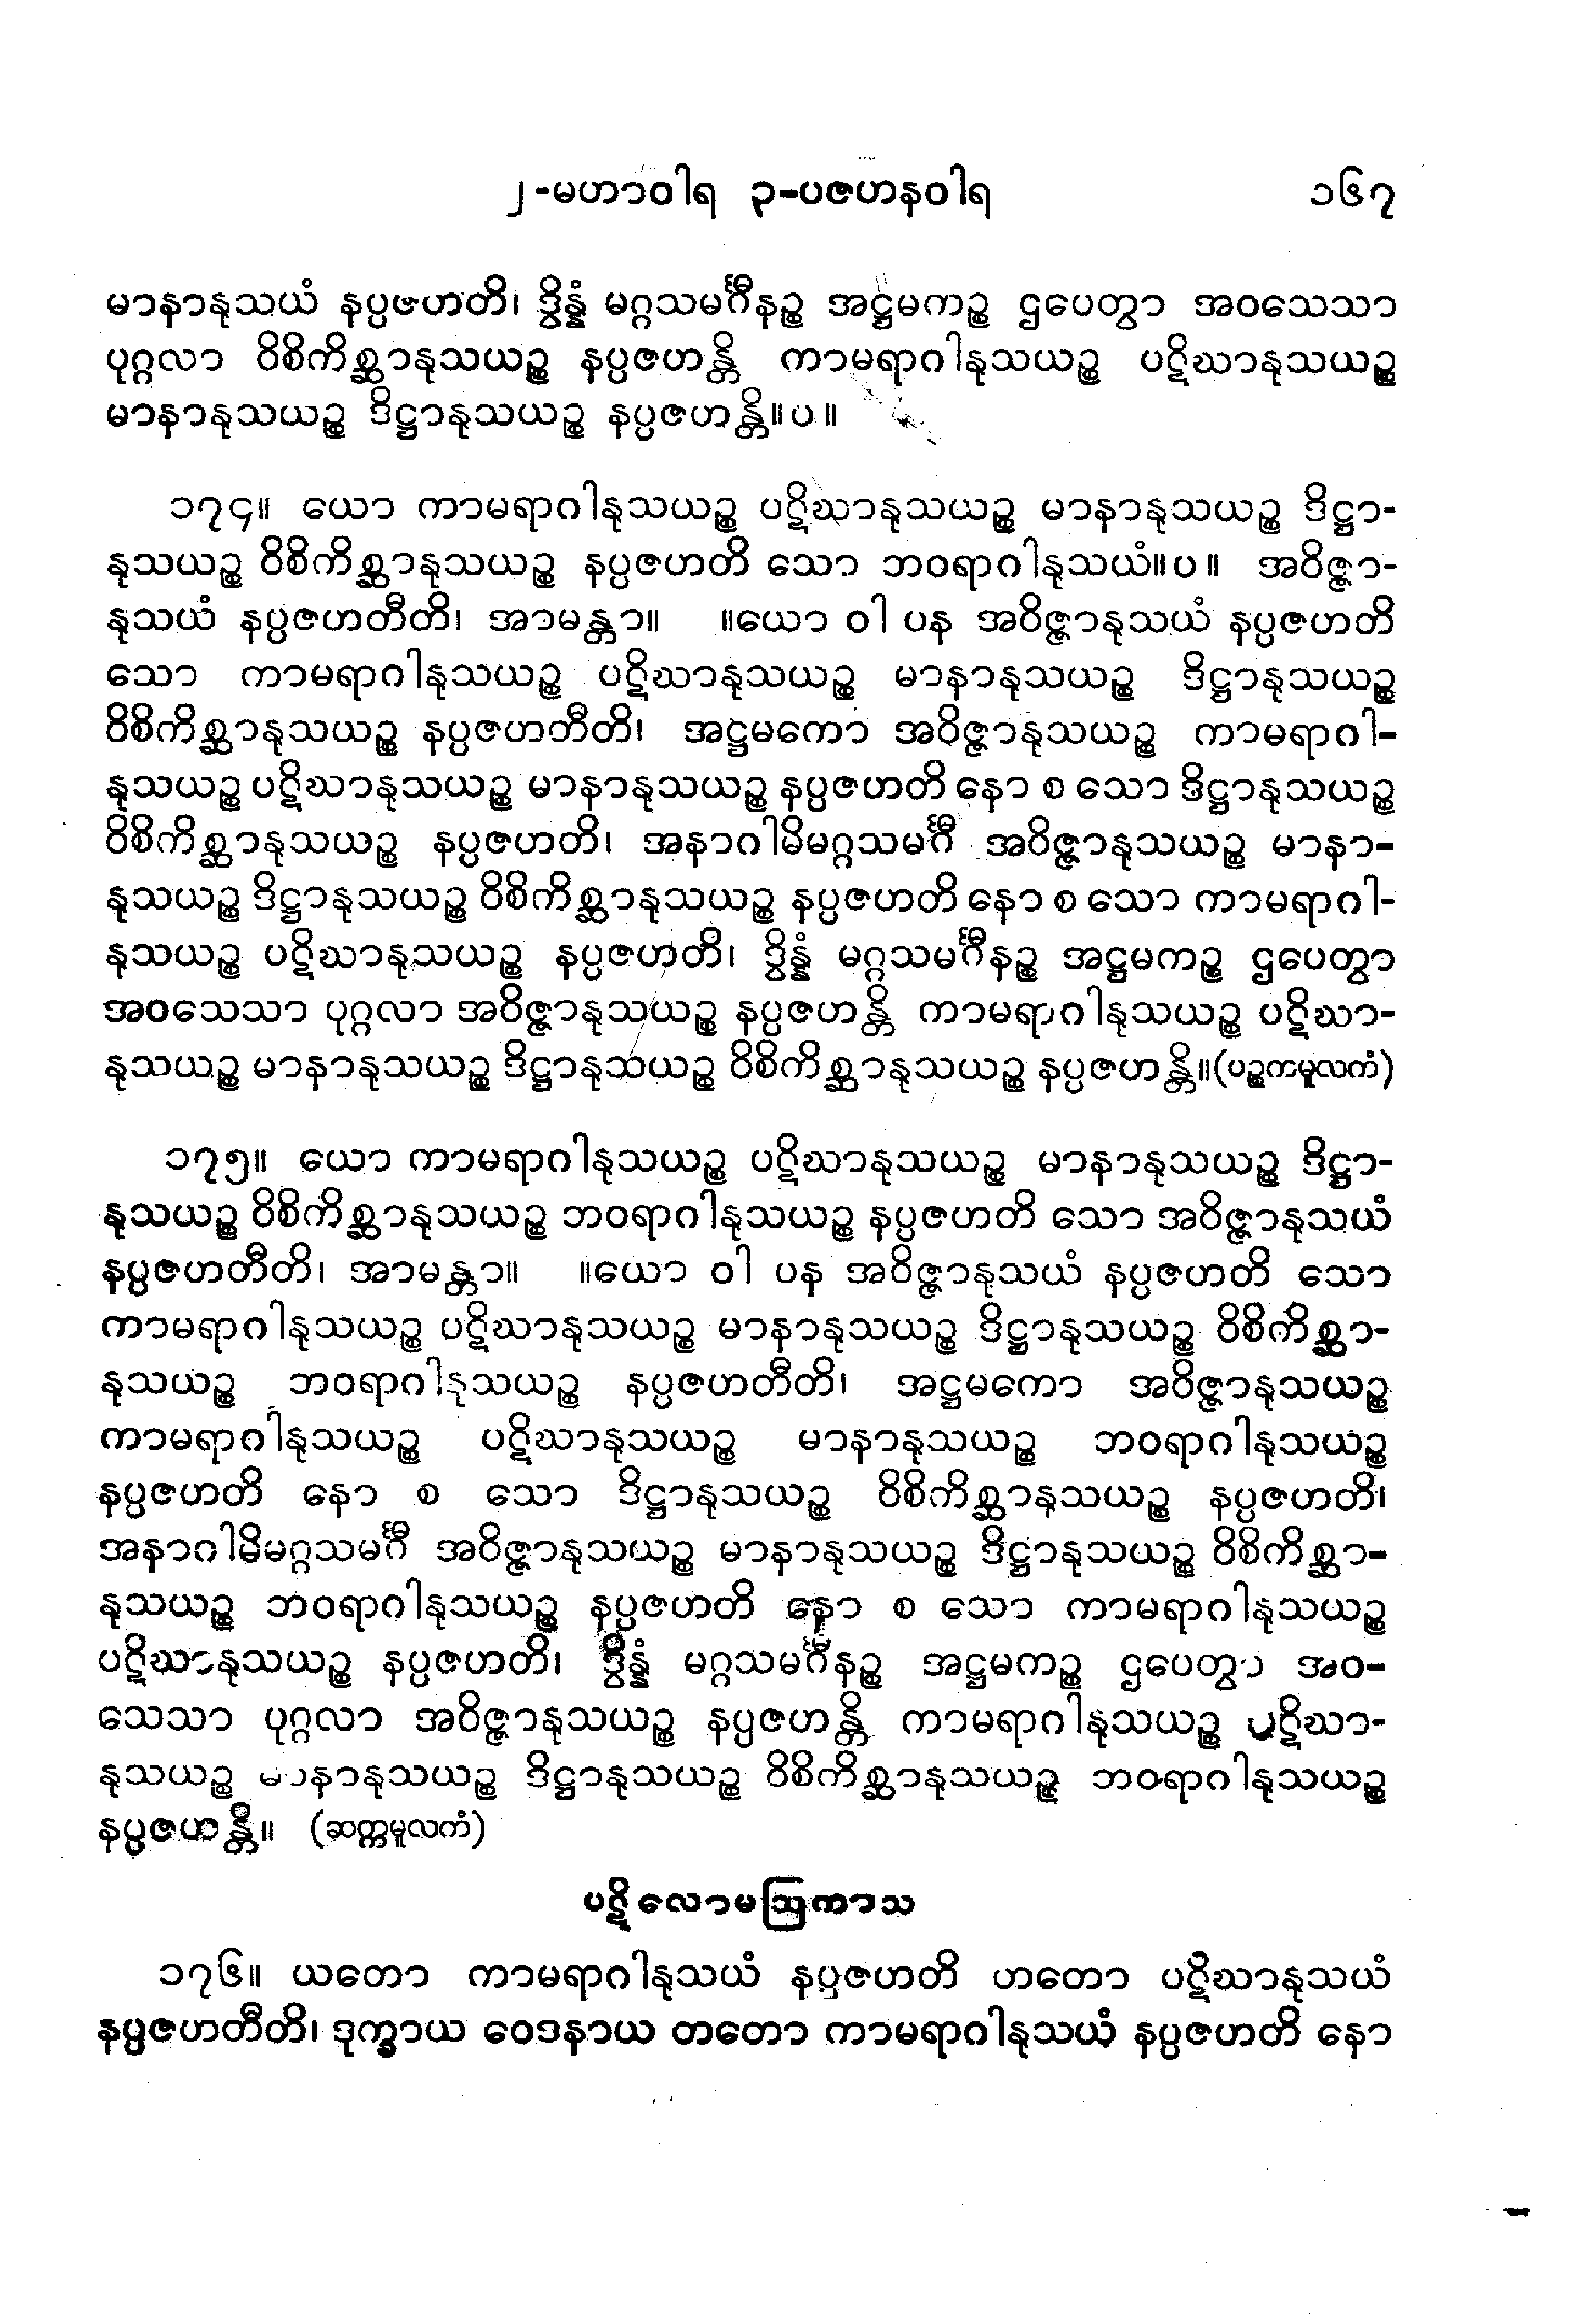 ၂-မဟာဝါရ ၃-ပဇဟနဝါရ ၁၆၇
မာနာနုသယံ နပ္ပဇဟတိ၊ ဒွိန္နံ မဂ္ဂသမင်္ဂီနဉ္စ အဋ္ဌမကဉ္စ ဌပေတွာ အဝသေသာ
ပုဂ္ဂလာ ဝိစိကိစ္ဆာနုသယဉ္စ နပ္ပဇဟန္တိ ကာမရာဂါနုသယဉ္စ ပဋိဃာနုသယဉ္စ
မာနာနုသယဉ္စ ဒိဋ္ဌာနုသယဉ္စ နပ္ပဇဟန္တိ။ပ။
၁၇၄။ ယော ကာမရာဂါနုသယဉ္စ ပဋိဃာနုသယဉ္စ မာနာနုသယဉ္စ ဒိဋ္ဌာ-
နုသယဉ္စ ဝိစိကိစ္ဆာနုသယဉ္စ နပ္ပဇဟတိ သော ဘဝရာဂါနုသယံ။ပ။ အဝိဇ္ဇာ-
နုသယံ နပ္ပဇဟတီတိ၊ အာမန္တာ။ ။ယော ဝါ ပန အဝိဇ္ဇာနုသယံ နပ္ပဇဟတိ
သော ကာမရာဂါနုသယဉ္စ ပဋိဃာနုသယဉ္စ မာနာနုသယဉ္စ ဒိဋ္ဌာနုသယဉ္စ
ဝိစိကိစ္ဆာနုသယဉ္စ နပ္ပဇဟတီတိ၊ အဋ္ဌမကော အဝိဇ္ဇာနုသယဉ္စ ကာမရာဂါ-
နုသယဉ္စ ပဋိဃာနုသယဉ္စ မာနာနုသယဉ္စ နပ္ပဇဟတိ နော စ သော ဒိဋ္ဌာနုသယဉ္စ
ဝိစိကိစ္ဆာနုသယဉ္စ နပ္ပဇဟတိ၊ အနာဂါမိမဂ္ဂသမင်္ဂီ အဝိဇ္ဇာနုသယဉ္စ မာနာ-
နုသယဉ္စ ဒိဋ္ဌာနုသယဉ္စ ဝိစိကိစ္ဆာနုသယဉ္စ နပ္ပဇဟတိ နော စ သော ကာမရာဂါ-
နုသယဉ္စ ပဋိဃာနုသယဉ္စ နပ္ပဇဟတိ၊ ဒွိန္နံ မဂ္ဂသမင်္ဂီနဉ္စ အဋ္ဌမကဉ္စ ဌပေတွာ
အဝသေသာ ပုဂ္ဂလာ အဝိဇ္ဇာနုသယဉ္စ နပ္ပဇဟန္တိ ကာမရာဂါနုသယဉ္စ ပဋိဃာ-
နုသယဉ္စ မာနာနုသယဉ္စ ဒိဋ္ဌာနုသယဉ္စ ဝိစိကိစ္ဆာနုသယဉ္စ နပ္ပဇဟန္တိ။(ပဉ္စကမူလကံ)
၁၇၅။ ယော ကာမရာဂါနုသယဉ္စ ပဋိဃာနုသယဉ္စ မာနာနုသယဉ္စ ဒိဋ္ဌာ-
နုသယဉ္စ ဝိစိကိစ္ဆာနုသယဉ္စ ဘဝရာဂါနုသယဉ္စ နပ္ပဇဟတိ သော အဝိဇ္ဇာနုသယံ
နပ္ပဇဟတီတိ၊ အာမန္တာ။ ။ယော ဝါ ပန အဝိဇ္ဇာနုသယံ နပ္ပဇဟတိ သော
ကာမရာဂါနုသယဉ္စ ပဋိဃာနုသယဉ္စ မာနာနုသယဉ္စ ဒိဋ္ဌာနုသယဉ္စ ဝိစိကိစ္ဆာ-
နုသယဉ္စ ဘဝရာဂါနုသယဉ္စ နပ္ပဇဟတီတိ၊ အဋ္ဌမကော အဝိဇ္ဇာနုသယဉ္စ
ကာမရာဂါနုသယဉ္စ ပဋိဃာနုသယဉ္စ မာနာနုသယဉ္စ ဘဝရာဂါနုသယဉ္စ
နပ္ပဇဟတိ နော စ သော ဒိဋ္ဌာနုသယဉ္စ ဝိစိကိစ္ဆာနုသယဉ္စ နပ္ပဇဟတိ၊
အနာဂါမိမဂ္ဂသမင်္ဂီ အဝိဇ္ဇာနုသယဉ္စ မာနာနုသယဉ္စ ဒိဋ္ဌာနုသယဉ္စ ဝိစိကိစ္ဆာ-
နုသယဉ္စ ဘဝရာဂါနုသယဉ္စ နပ္ပဇဟတိ နော စ သော ကာမရာဂါနုသယဉ္စ
ပဋိဃာနုသယဉ္စ နပ္ပဇဟတိ၊ ဒွိန္နံ မဂ္ဂသမင်္ဂီနဉ္စ အဋ္ဌမကဉ္စ ဌပေတွာ အဝ-
သေသာ ပုဂ္ဂလာ အဝိဇ္ဇာနုသယဉ္စ နပ္ပဇဟန္တိ ကာမရာဂါနုသယဉ္စ ပဋိဃာ-
နုသယဉ္စ မာနာနုသယဉ္စ ဒိဋ္ဌာနုသယဉ္စ ဝိစိကိစ္ဆာနုသယဉ္စ ဘဝရာဂါနုသယဉ္စ
နပ္ပဇဟန္တိ။ (ဆက္ကမူလကံ)
ပဋိလောမဩကာသ
၁၇၆။ ယတော ကာမရာဂါနုသယံ နပ္ပဇဟတိ ဟတော ပဋိဃာနုသယံ
နပ္ပဇဟတီတိ၊ ဒုက္ခာယ ဝေဒနာယ တတော ကာမရာဂါနုသယံ နပ္ပဇဟတိ နော